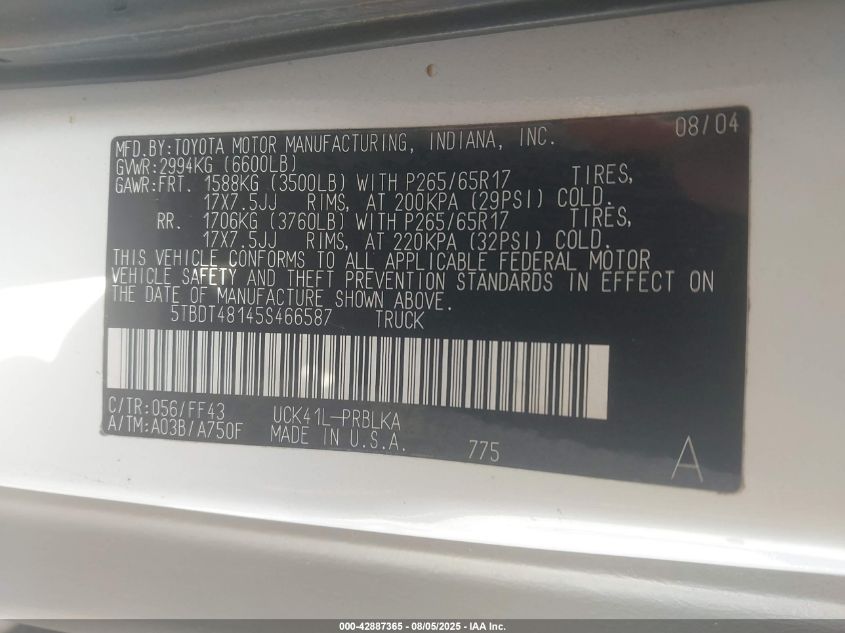 08/04
MFD.BY:TOYOTA MOTOR MANUFACTURING, INDIANA, INC.
GVWR:2994KG (6600LB)
GAWR:FRT. 1588KG (3500LB) WITH P265/65R17 TIRES,
17X7.5JJ RIMS, AT 200KPA (29PSI) COLD.
RR. 1706KG (3760LB) WITH P265/65R17 TIRES,
17X7.5JJ RIMS, AT 220KPA (32PSI) COLD.
THIS VEHICLE CONFORMS TO ALL APPLICABLE FEDERAL MOTOR
VEHICLE SAFETY AND THEFT PREVENTION STANDARDS IN EFFECT ON
THE DATE OF MANUFACTURE SHOWN ABOVE.
5TBDT48145S466587 TRUCK
C/TR:056/FF43 UCK41L-PRBLKA
A/TM:A03B/A750F MADE IN U.S.A. 775
A
000-42887365 - 08/05/2025 - IAA Inc.